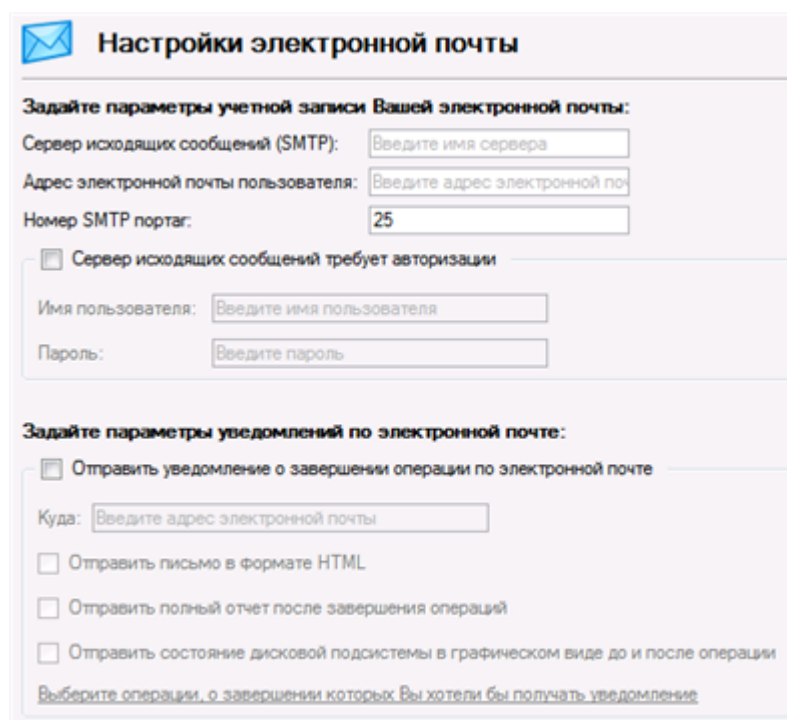 Настройки электронной почты
Задайте параметры учетной записи Вашей электронной почты:
Сервер исходящих сообщений (SMTP): Введите имя сервера
Адрес электронной почты пользователя: Введите адрес электронной поч
Номер SMTP портаг: 25
Сервер исходящих сообщений требует авторизации
Имя пользователя: Введите имя пользователя
Пароль: Введите пароль
Задайте параметры уведомлений по электронной почте:
Отправить уведомление о завершении операции по электронной почте
Куда: Введите адрес электронной почты
Отправить письмо в формате HTML
Отправить полный отчет после завершения операций
Отправить состояние дисковой подсистемы в графическом виде до и после операции
Выберите операции, о завершении которых Вы хотели бы получать уведомление